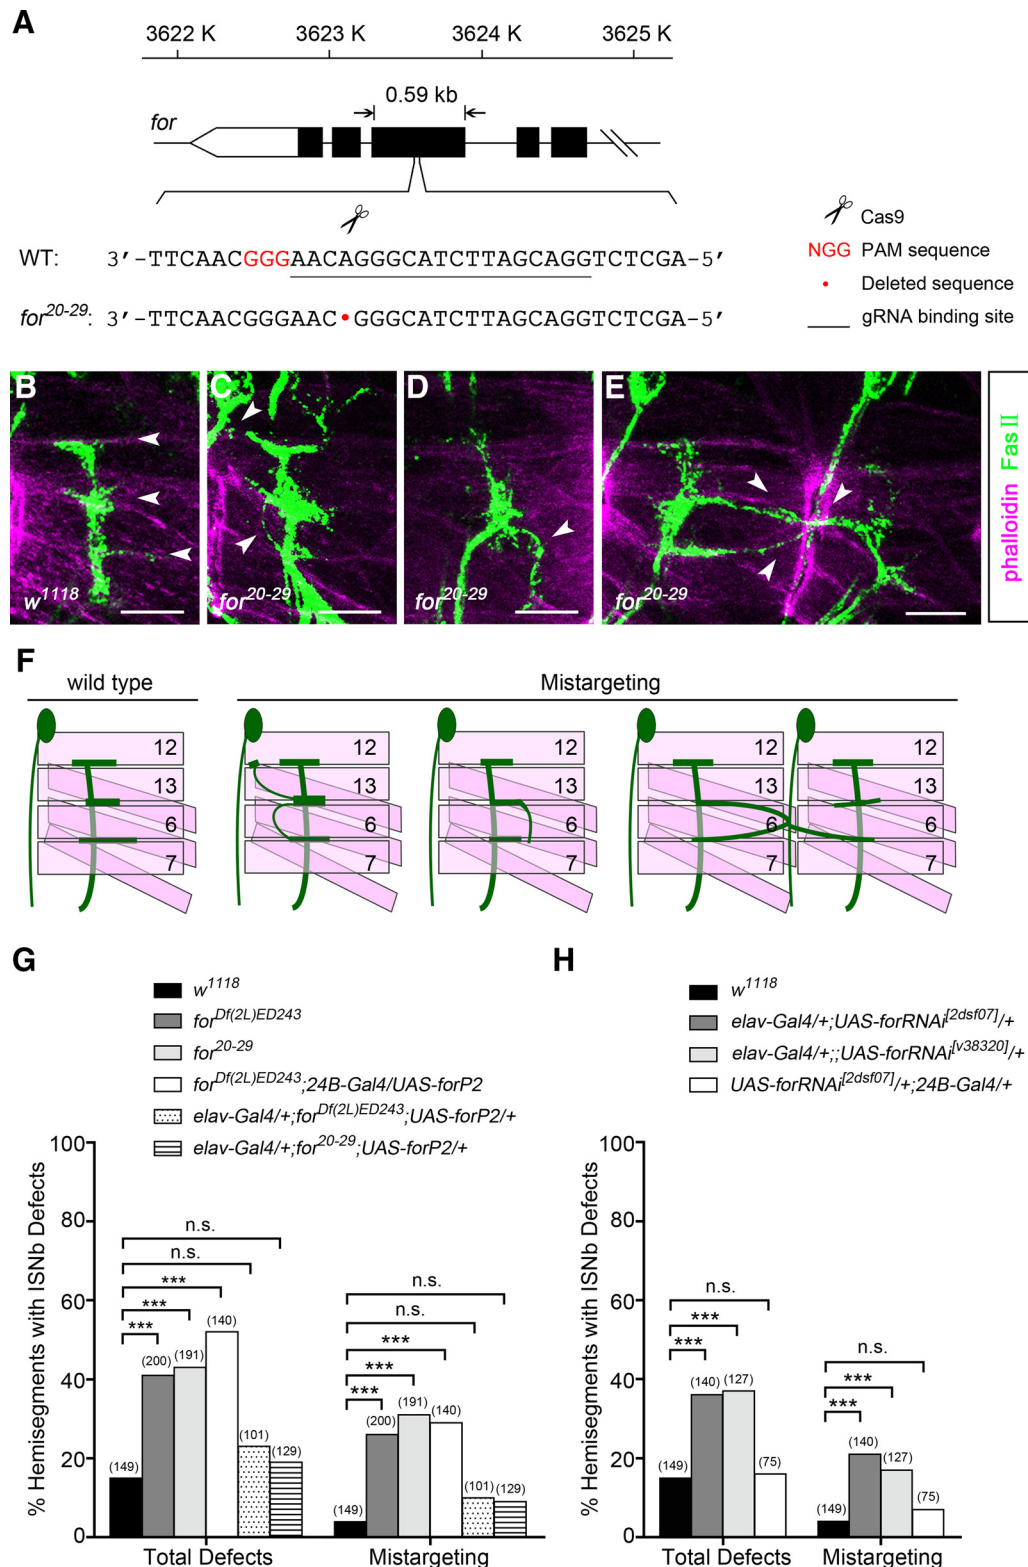 A
3622 K 3623 K 3624 K 3625 K
0.59 kb
for
Cas9
WT: 3′-TTCAACGGGAACAGGGCATCTTAGCAGGTCTCGA-5′
NGG PAM sequence
• Deleted sequence
for20-29: 3′-TTCAACGGGAAC•GGGCATCTTAGCAGGTCTCGA-5′
gRNA binding site
B C D E
w1118 for20-29 for20-29 for20-29
phalloidin Fas II
F
wild type Mistargeting
12 12 12 12 12
13 13 13 13 13
6 6 6 6 6
7 7 7 7 7
G
w1118
forDf(2L)ED243
for20-29
forDf(2L)ED243;24B-Gal4/UAS-forP2
elav-Gal4/+;forDf(2L)ED243;UAS-forP2/+
elav-Gal4/+;for20-29;UAS-forP2/+
% Hemisegments with ISNb Defects
100
80
60
40
20
0
n.s.
n.s.
***
***
***
(149) (200) (191) (140) (101) (129)
n.s.
n.s.
***
***
***
(149) (200) (191) (140) (101) (129)
Total Defects Mistargeting
H
w1118
elav-Gal4/+;UAS-forRNAi[2dsf07]/+
elav-Gal4/+;;UAS-forRNAi[v38320]/+
UAS-forRNAi[2dsf07]/+;24B-Gal4/+
% Hemisegments with ISNb Defects
100
80
60
40
20
0
n.s.
***
***
(149) (140) (127) (75)
n.s.
***
***
(149) (140) (127) (75)
Total Defects Mistargeting